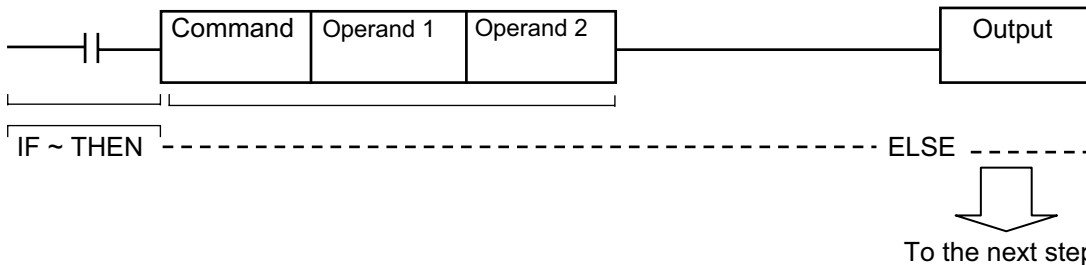 Command Operand 1 Operand 2 Output
IF ~ THEN ELSE
To the next step